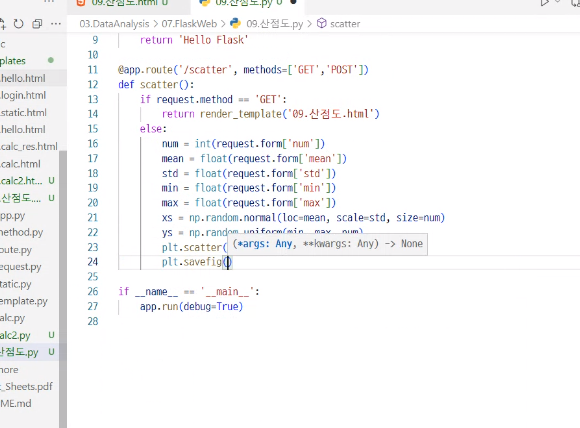 09.산점도.html U
09.산점도.py U
03.DataAnalysis > 07.FlaskWeb > 09.산점도.py > scatter
9 return 'Hello Flask'
10
11 @app.route('/scatter', methods=['GET','POST'])
12 def scatter():
13 if request.method == 'GET':
14 return render_template('09.산점도.html')
15 else:
16 num = int(request.form['num'])
17 mean = float(request.form['mean'])
18 std = float(request.form['std'])
19 min = float(request.form['min'])
20 max = float(request.form['max'])
21 xs = np.random.normal(loc=mean, scale=std, size=num)
22 ys = np.random.uniform(min, max, num)
23 plt.scatter(
(*args: Any, **kwargs: Any) -> None
24 plt.savefig()
25
26 if __name__ == '__main__':
27 app.run(debug=True)
28
plates
.hello.html
.login.html
.static.html
.hello.html
.calc_res.html
.calc.html
.calc2.ht... U
.산점도.... U
app.py
method.py
oute.py
equest.py
tatic.py
template.py
alc.py
alc2.py U
산점도.py U
nore
t_Sheets.pdf
ME.md